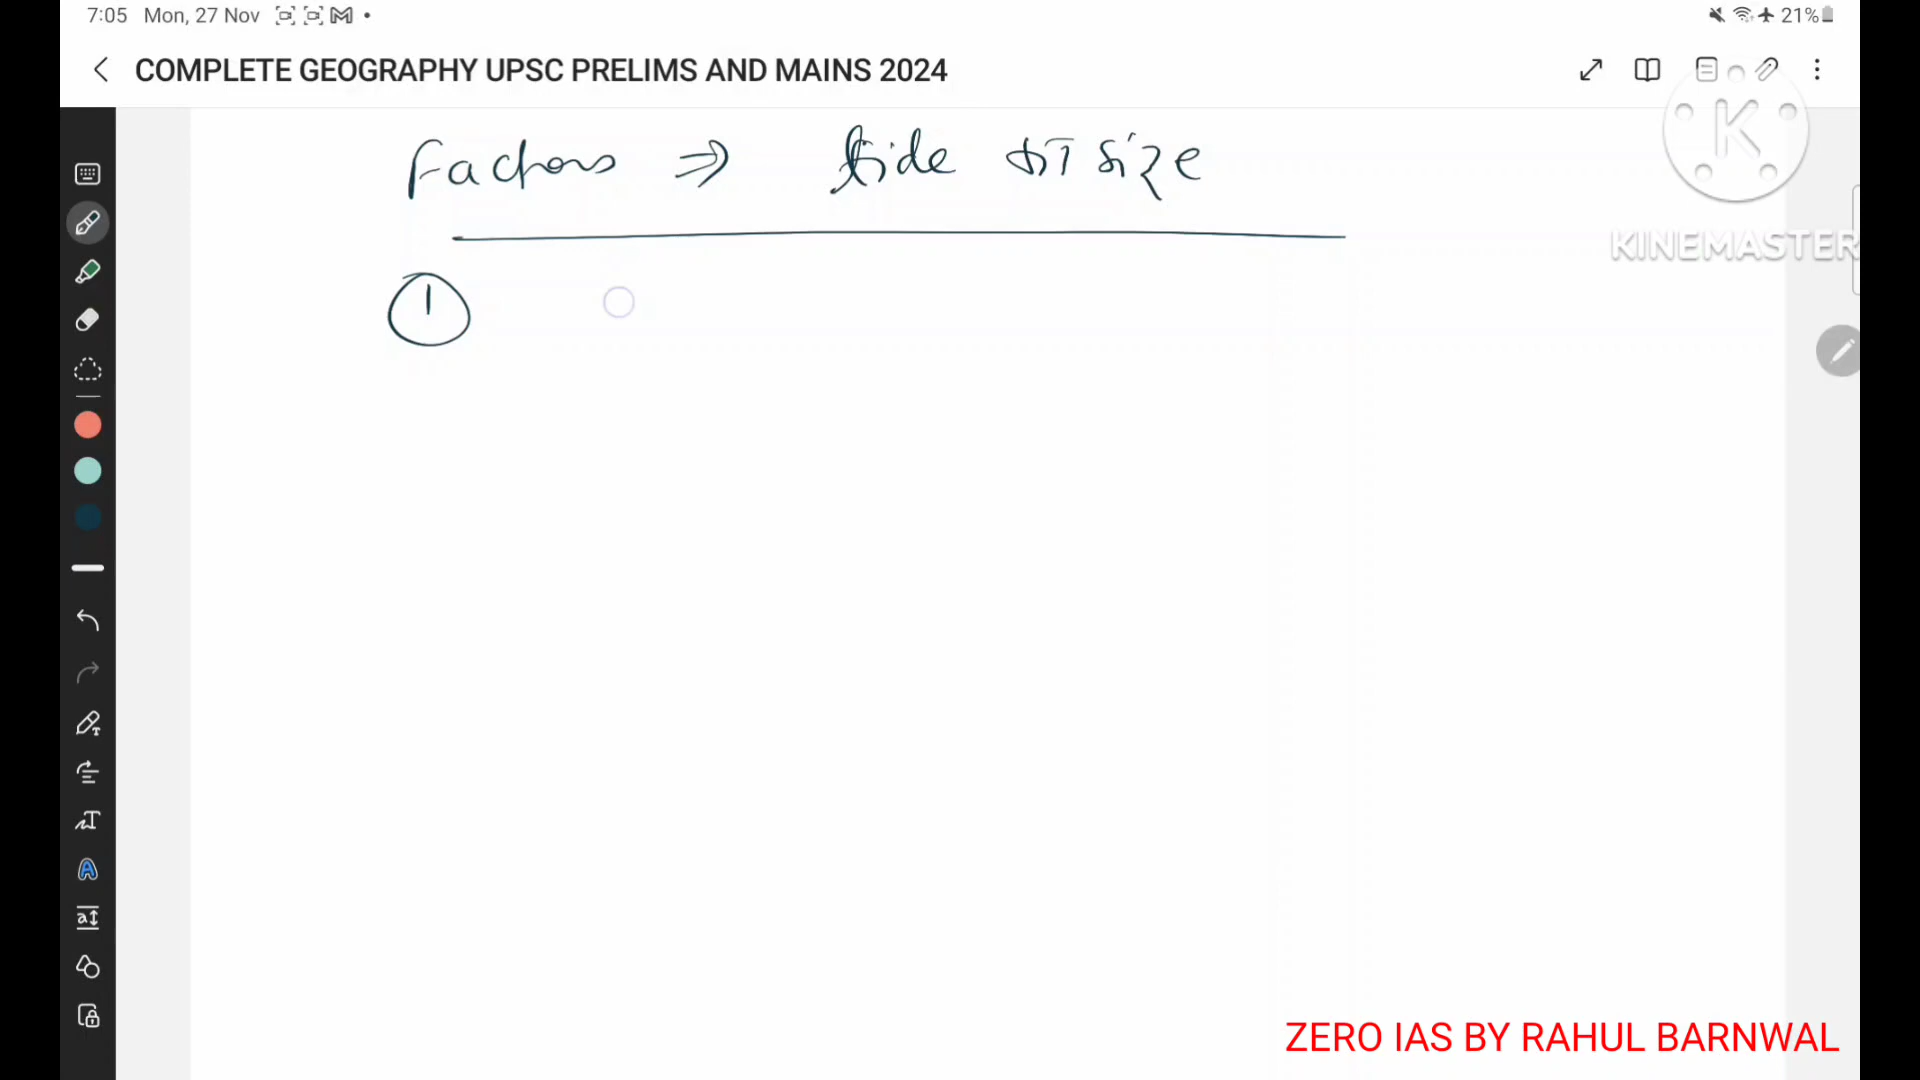 7:05 Mon, 27 Nov 21%
COMPLETE GEOGRAPHY UPSC PRELIMS AND MAINS 2024
Factors ⇒ tide का size
KINEMASTER
1
ZERO IAS BY RAHUL BARNWAL